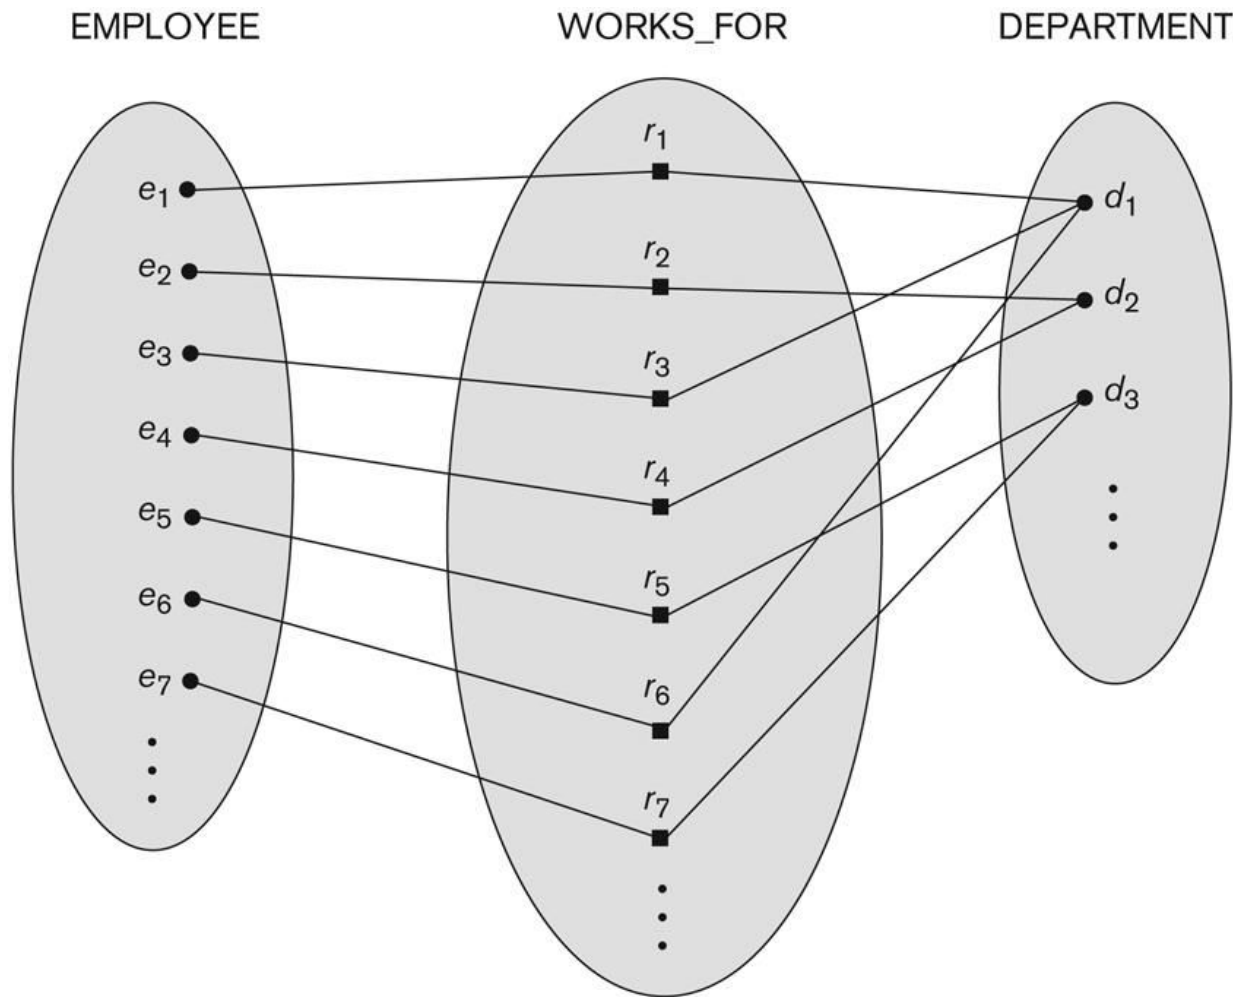 EMPLOYEE WORKS_FOR DEPARTMENT
r₁
e₁ d₁
r₂
e₂ d₂
e₃ r₃
d₃
e₄ r₄
e₅
r₅
e₆
r₆
e₇
r₇